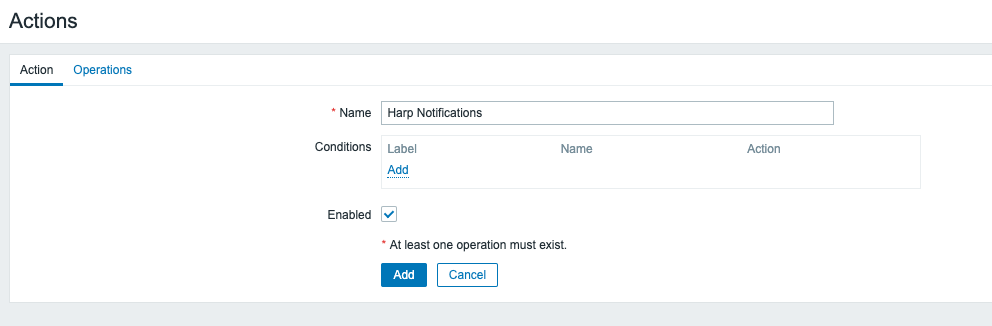 Actions
Action Operations
* Name Harp Notifications
Conditions Label Name Action
Add
Enabled
* At least one operation must exist.
Add Cancel